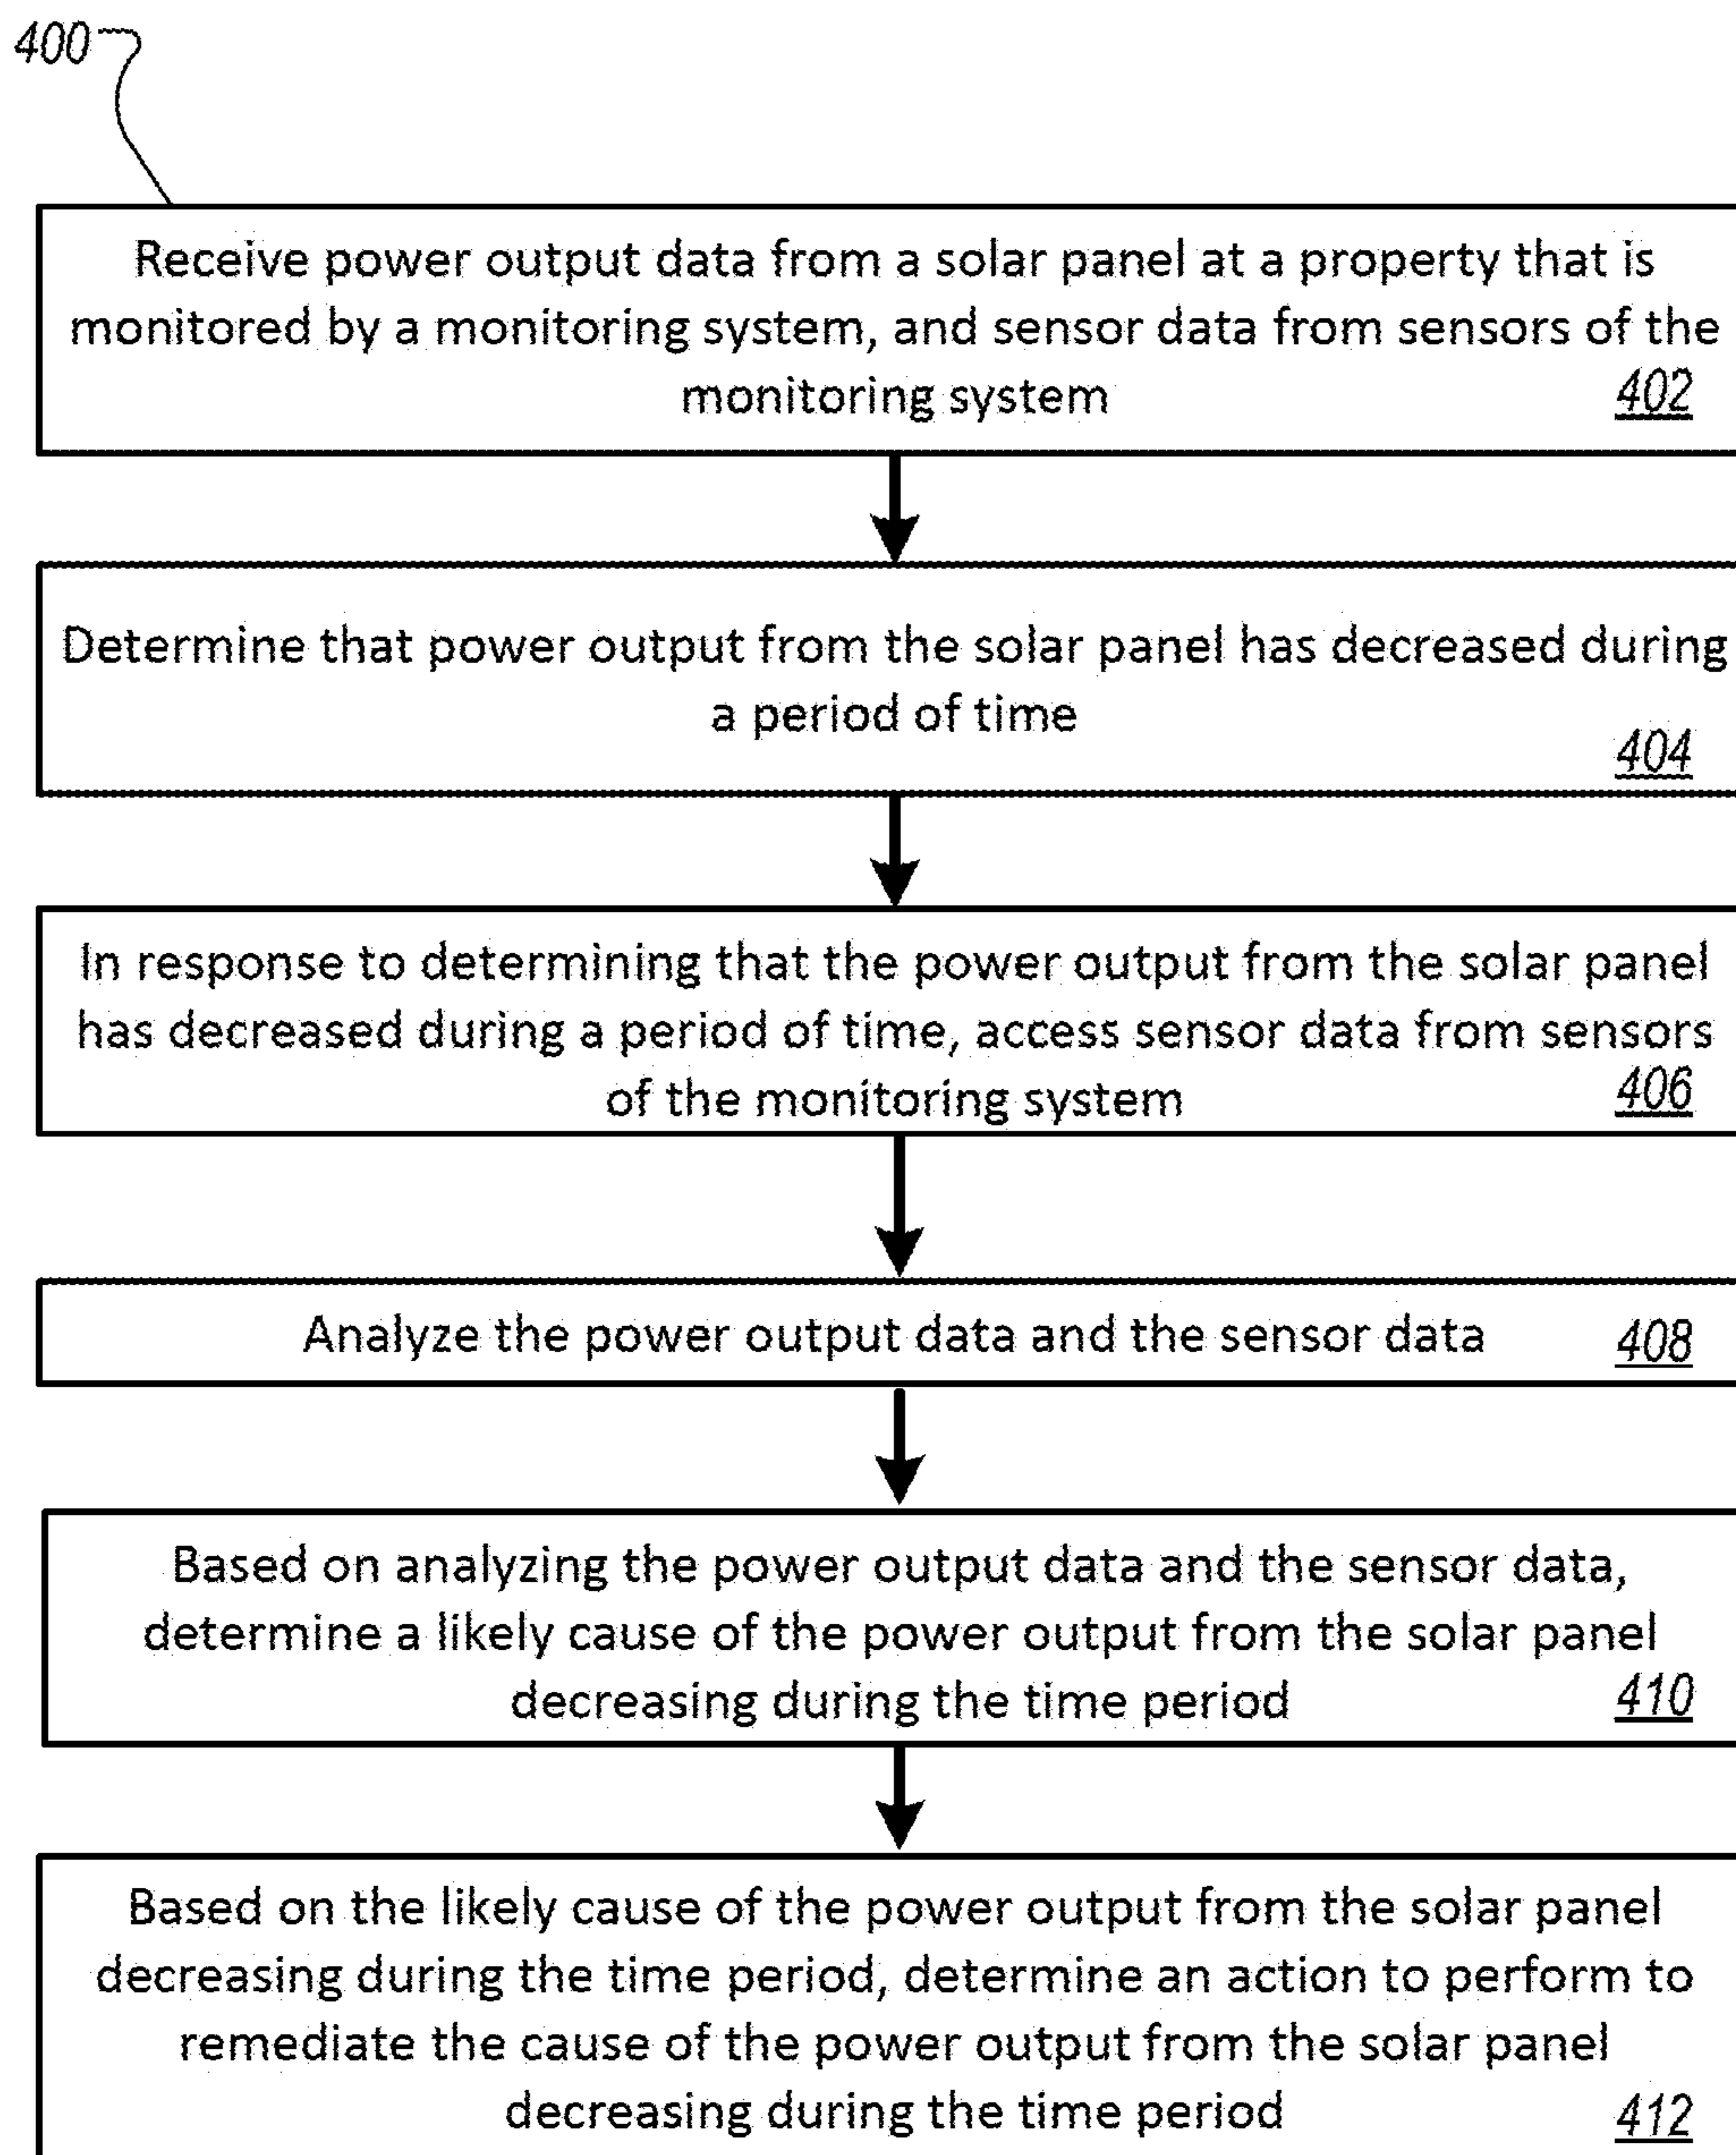 400
Receive power output data from a solar panel at a property that is
monitored by a monitoring system, and sensor data from sensors of the
monitoring system
402
Determine that power output from the solar panel has decreased during
a period of time
404
In response to determining that the power output from the solar panel
has decreased during a period of time, access sensor data from sensors
of the monitoring system
406
Analyze the power output data and the sensor data
408
Based on analyzing the power output data and the sensor data,
determine a likely cause of the power output from the solar panel
decreasing during the time period
410
Based on the likely cause of the power output from the solar panel
decreasing during the time period, determine an action to perform to
remediate the cause of the power output from the solar panel
decreasing during the time period
412